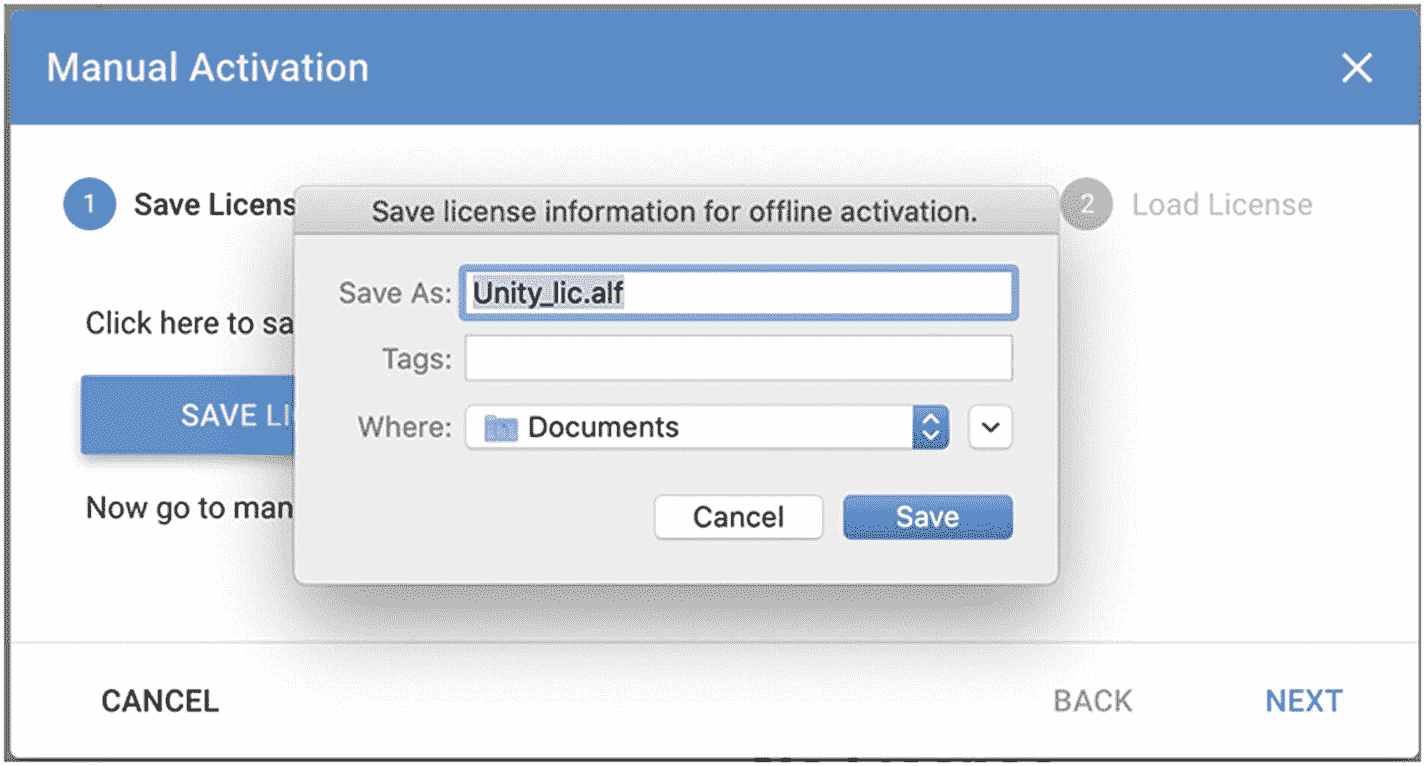 Manual Activation
1 Save Licens
2 Load License
Save license information for offline activation.
Save As: Unity_lic.alf
Tags:
Where: Documents
Cancel Save
Click here to sa
SAVE LI
Now go to man
CANCEL BACK NEXT